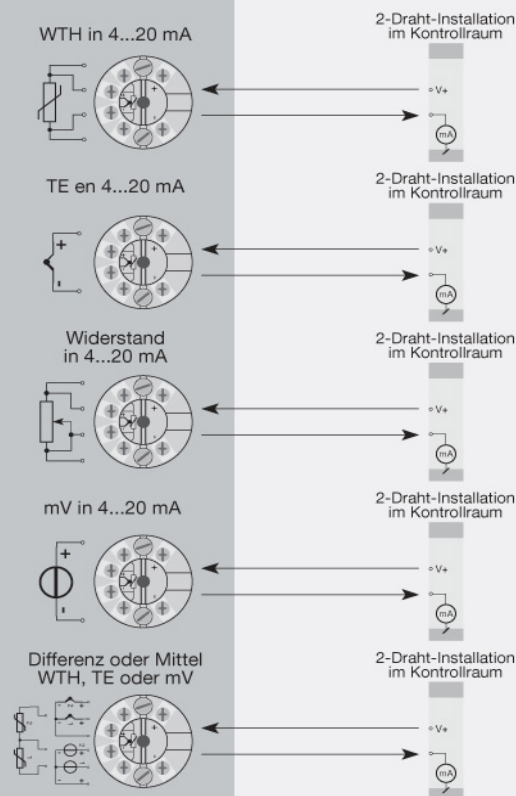 WTH in 4...20 mA
2-Draht-Installation
im Kontrollraum
+
-
V+
mA
TE en 4...20 mA
2-Draht-Installation
im Kontrollraum
+
-
+
-
V+
mA
Widerstand
in 4...20 mA
2-Draht-Installation
im Kontrollraum
+
-
V+
mA
mV in 4...20 mA
2-Draht-Installation
im Kontrollraum
+
-
+
-
V+
mA
Differenz oder Mittel
WTH, TE oder mV
2-Draht-Installation
im Kontrollraum
+
-
V+
mA